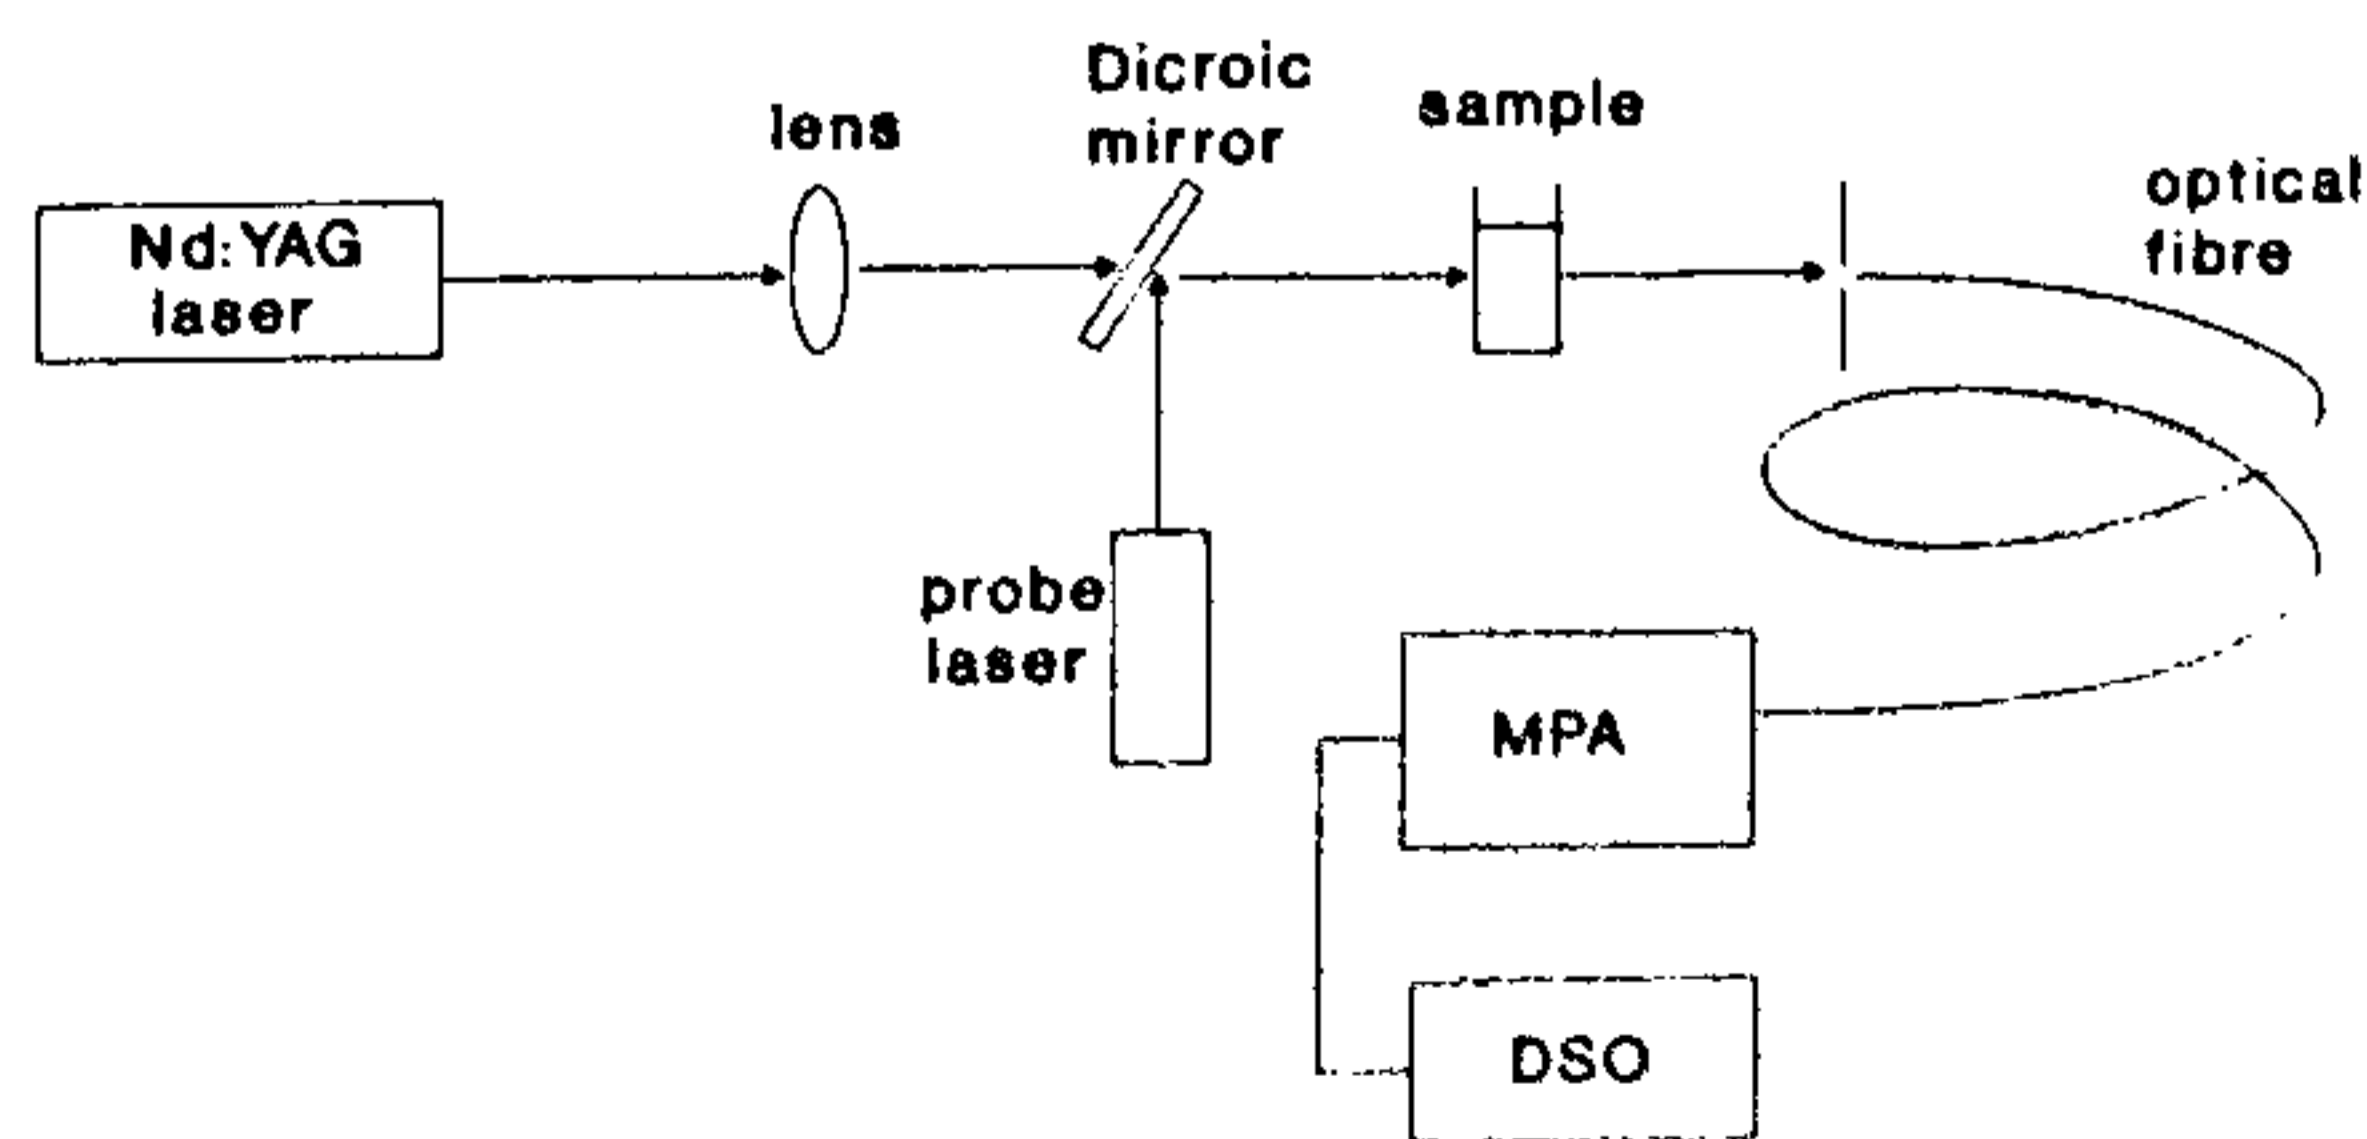 Dicroic
mirror
lens
sample
optical
fibre
Nd:YAG
laser
probe
laser
MPA
DSO